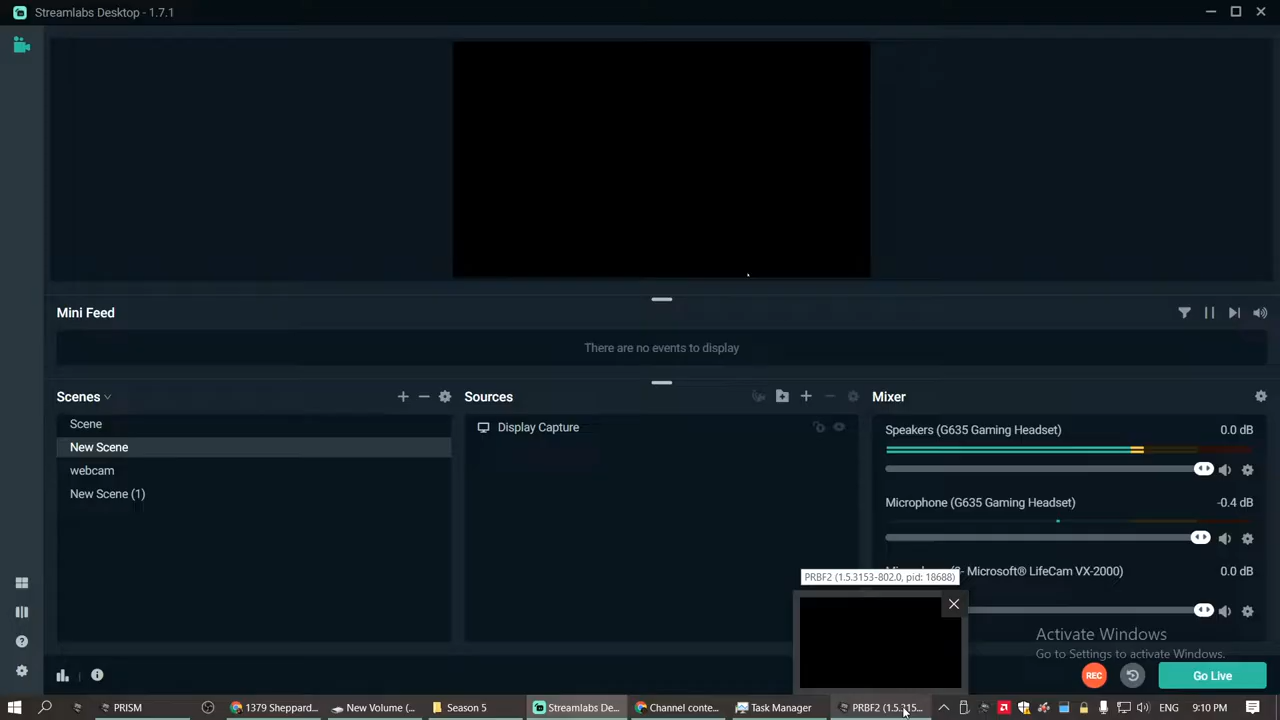 Streamlabs Desktop - 1.7.1
Mini Feed
There are no events to display
Scenes
Sources
Mixer
Scene
New Scene
webcam
New Scene (1)
Display Capture
Speakers (G635 Gaming Headset)
0.0 dB
Microphone (G635 Gaming Headset)
-0.4 dB
Microsoft® LifeCam VX-2000)
0.0 dB
PRBF2 (1.5.3153-802.0, pid: 18688)
Activate Windows
Go to Settings to activate Windows.
REC
Go Live
PRISM
1379 Sheppard...
New Volume (...
Season 5
Streamlabs De...
Channel conte...
Task Manager
PRBF2 (1.5.315...
ENG
9:10 PM